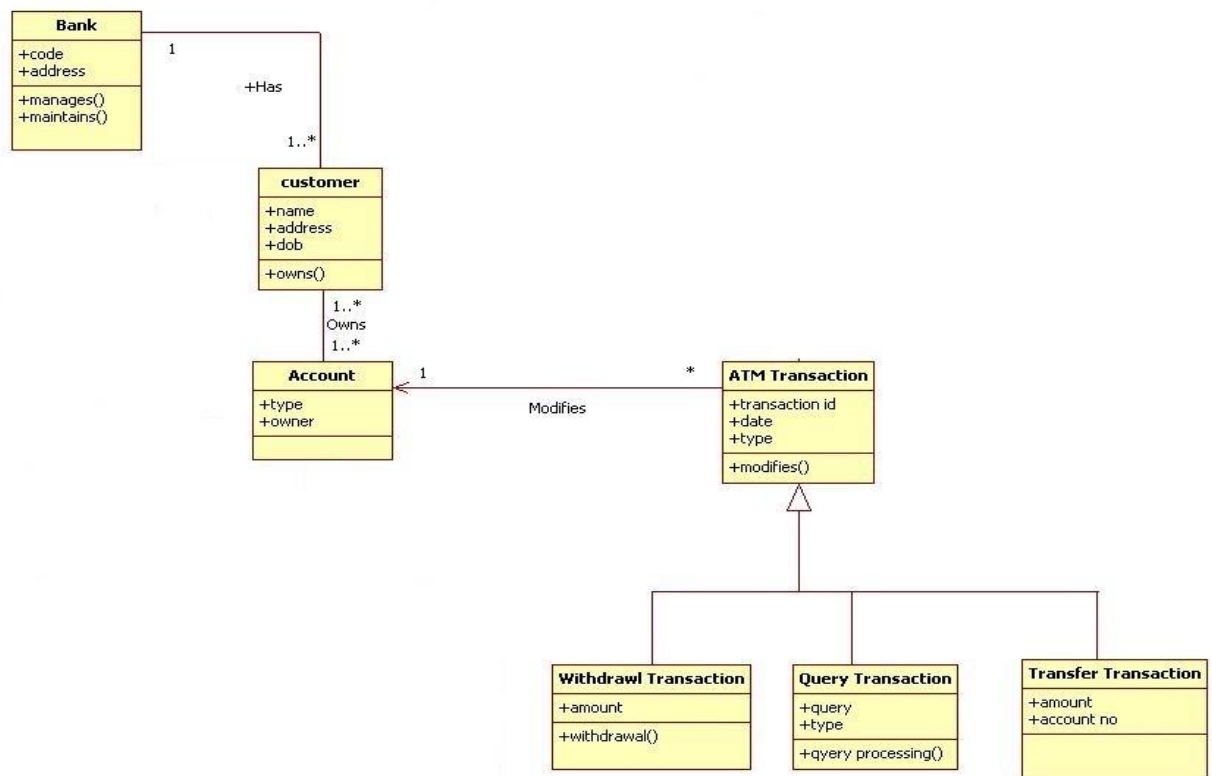 Bank
+code
+address
+manages()
+maintains()
1
+Has
1..*
customer
+name
+address
+dob
+owns()
1..*
Owns
1..*
Account
+type
+owner
1
*
Modifies
ATM Transaction
+transaction id
+date
+type
+modifies()
Withdrawl Transaction
+amount
+withdrawal()
Query Transaction
+query
+type
+qyery processing()
Transfer Transaction
+amount
+account no